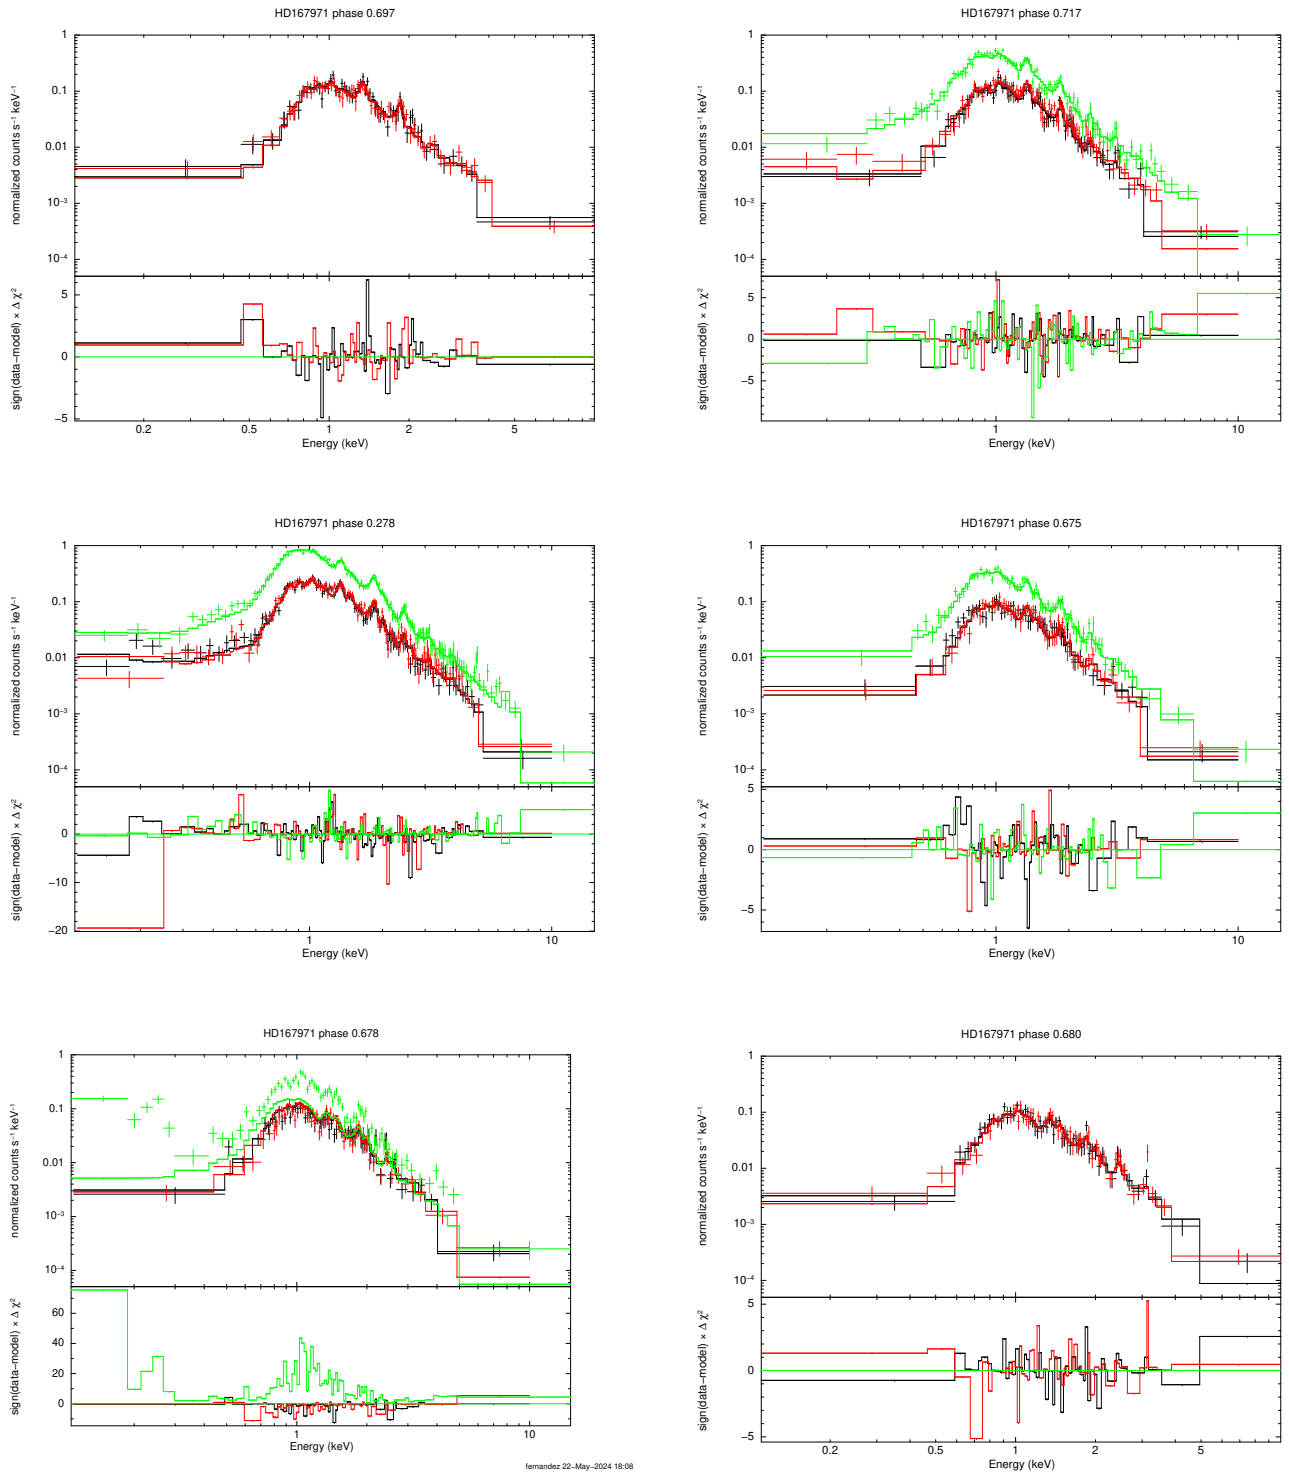 HD167971 phase 0.697
1
0.1
0.01
10−3
10−4
normalized counts s−1 keV−1
5
0
−5
sign(data−model) × Δ χ2
0.2 0.5 1 2 5
Energy (keV)
HD167971 phase 0.717
1
0.1
0.01
10−3
10−4
normalized counts s−1 keV−1
5
0
−5
sign(data−model) × Δ χ2
1 10
Energy (keV)
HD167971 phase 0.278
1
0.1
0.01
10−3
10−4
normalized counts s−1 keV−1
0
−10
−20
sign(data−model) × Δ χ2
1 10
Energy (keV)
HD167971 phase 0.675
1
0.1
0.01
10−3
10−4
normalized counts s−1 keV−1
5
0
−5
sign(data−model) × Δ χ2
1 10
Energy (keV)
HD167971 phase 0.678
1
0.1
0.01
10−3
10−4
normalized counts s−1 keV−1
60
40
20
0
sign(data−model) × Δ χ2
1 10
Energy (keV)
fernandez 22−May−2024 18:08
HD167971 phase 0.680
1
0.1
0.01
10−3
10−4
normalized counts s−1 keV−1
5
0
−5
sign(data−model) × Δ χ2
0.2 0.5 1 2 5
Energy (keV)